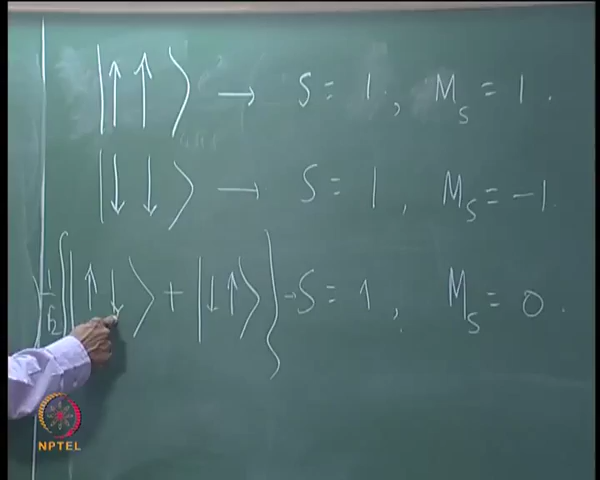 |↑↑⟩ → S = 1, M_S = 1.
|↓↓⟩ → S = 1, M_S = -1.
1/√2 {|↑↓⟩ + |↓↑⟩} → S = 1, M_S = 0.
NPTEL